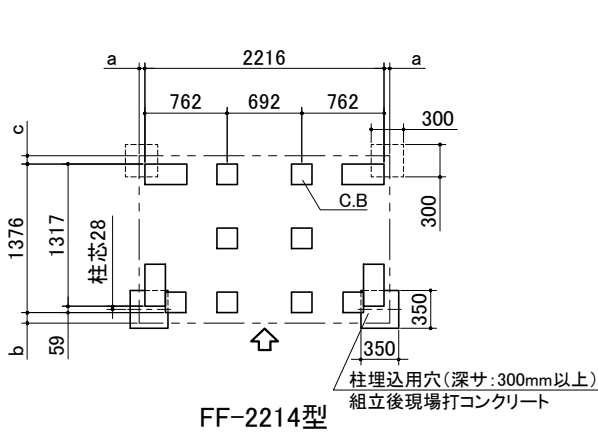 a 2216 a
762 692 762
300
c
C.B
300
1376
1317
柱芯28
b
59
350
350
柱埋込用穴(深サ:300mm以上)
組立後現場打コンクリート
FF-2214型